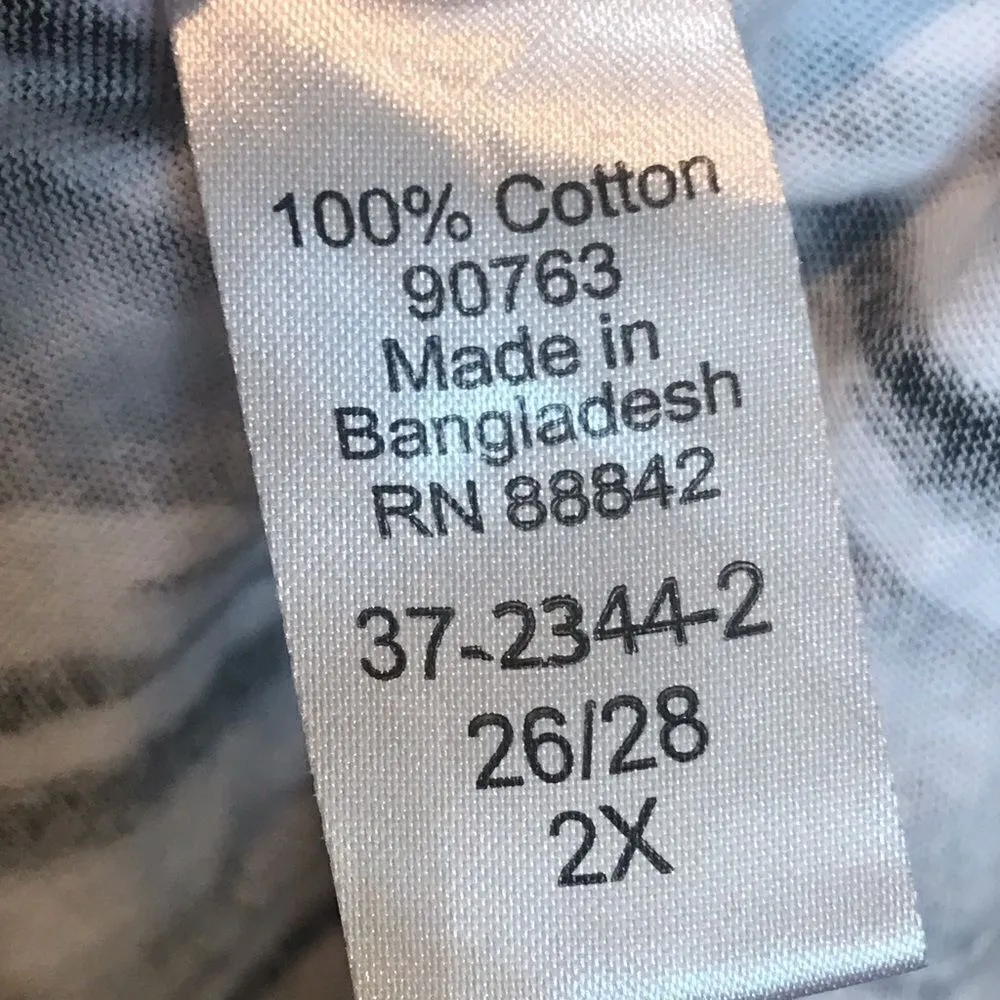 100% Cotton
90763
Made in
Bangladesh
RN 88842
37-2344-2
26/28
2X